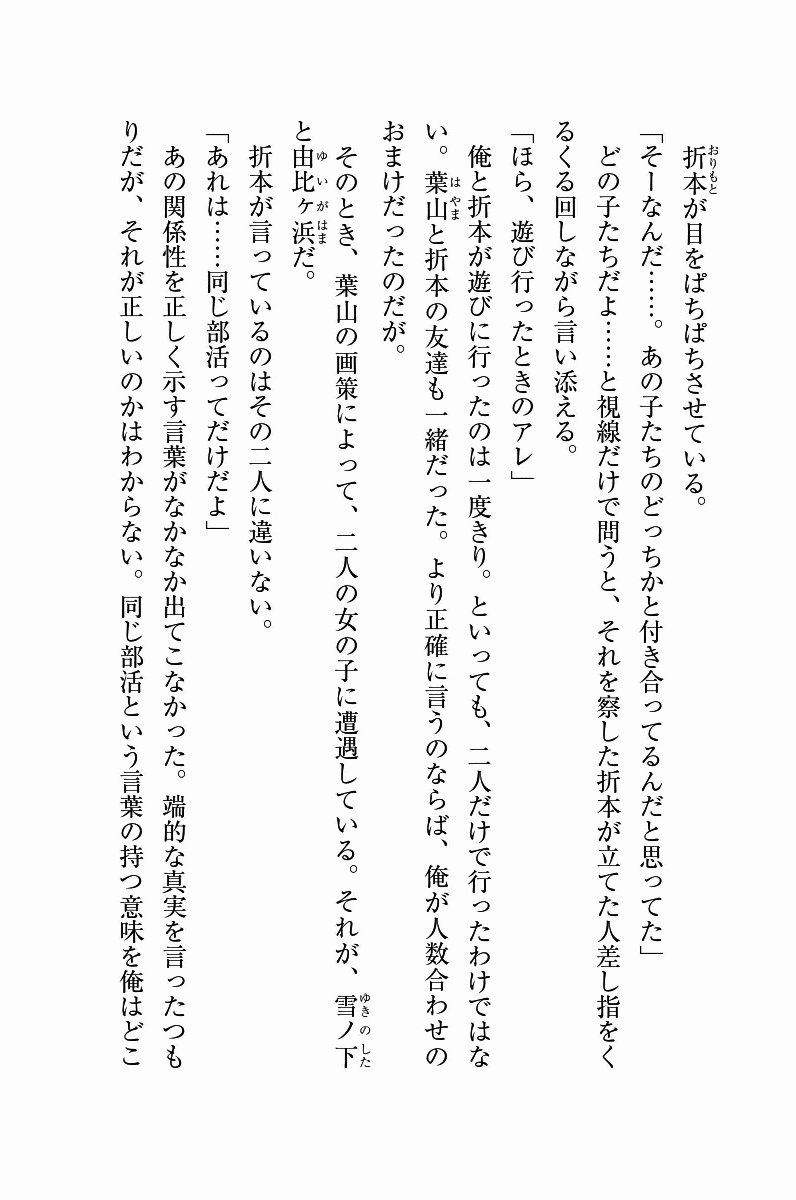 折本が目をぱちぱちさせている。
「そーなんだ……。あの子たちのどっちかと付き合ってるんだと思ってた」
どの子たちだよ……と視線だけで問うと、それを察した折本が立てた人差し指をく
るくる回しながら言い添える。
「ほら、遊び行ったときのアレ」
俺と折本が遊びに行ったのは一度きり。といっても、二人だけで行ったわけではな
い。葉山と折本の友達も一緒だった。より正確に言うのならば、俺が人数合わせの
おまけだったのだが。
そのとき、葉山の画策によって、二人の女の子に遭遇している。それが、雪ノ下
と由比ヶ浜だ。
折本が言っているのはその二人に違いない。
「あれは……同じ部活ってだけだよ」
あの関係性を正しく示す言葉がなかなか出てこなかった。端的な真実を言ったつも
りだが、それが正しいのかはわからない。同じ部活という言葉の持つ意味を俺はどこ